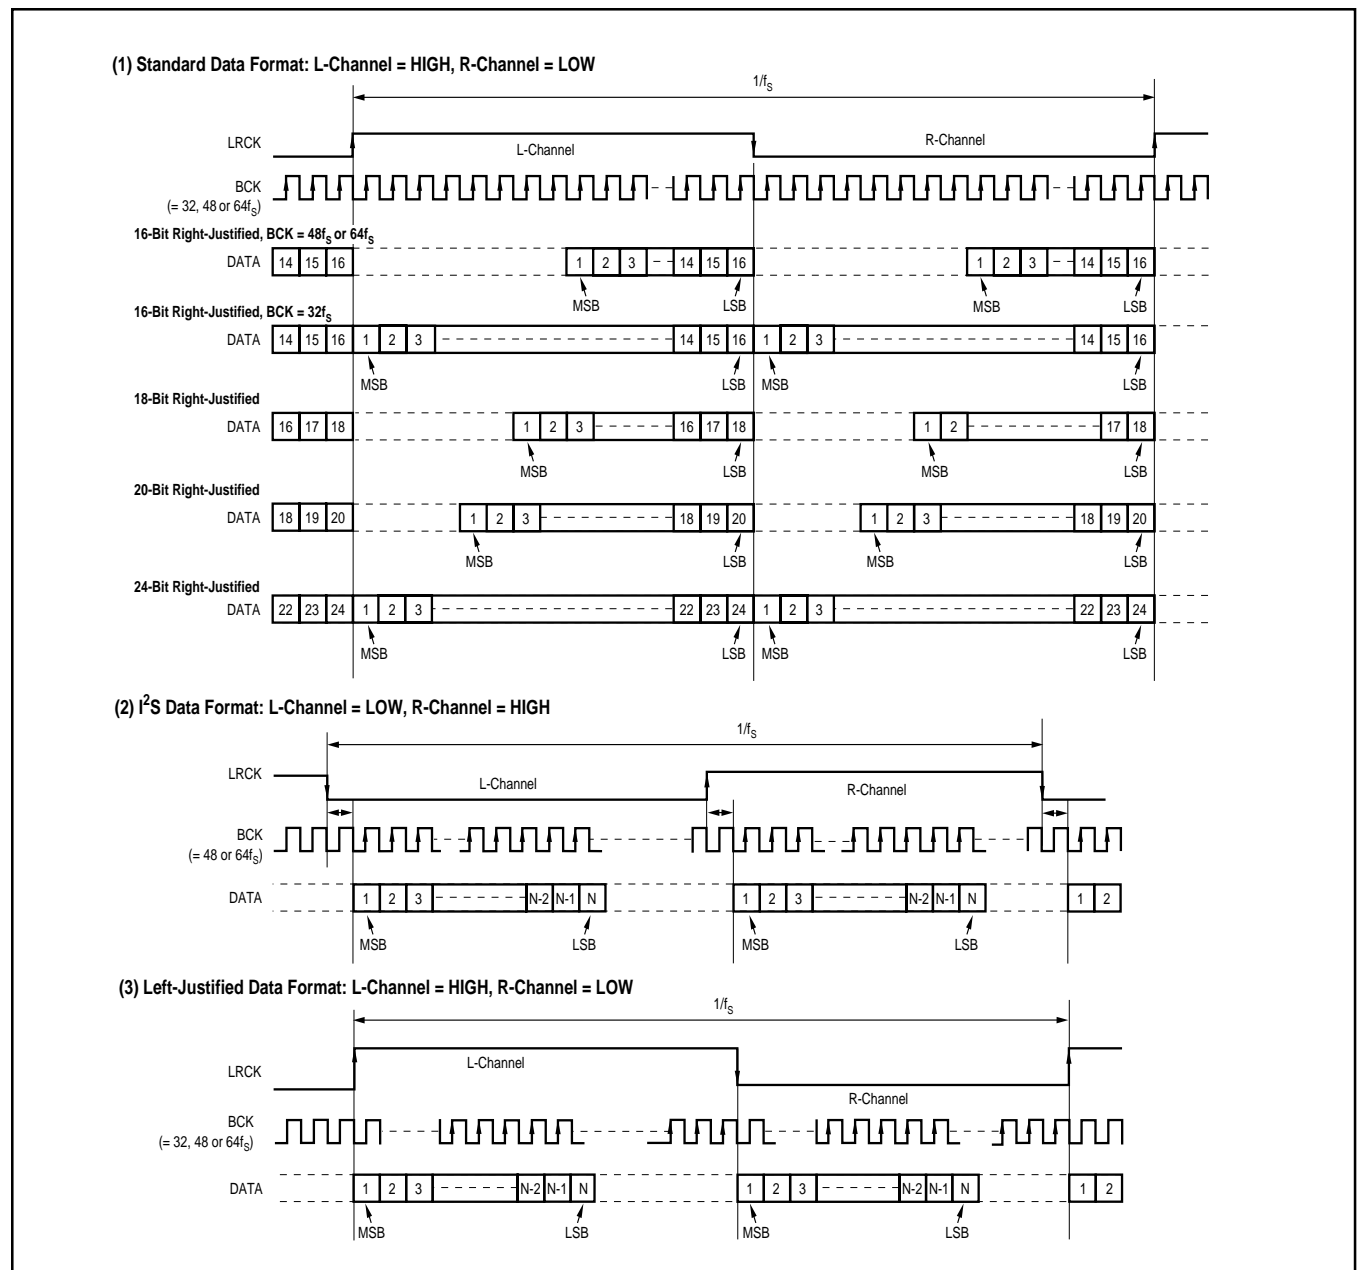 (1) Standard Data Format: L-Channel = HIGH, R-Channel = LOW
1/fS
LRCK
L-Channel
R-Channel
BCK
(= 32, 48 or 64fS)
16-Bit Right-Justified, BCK = 48fS or 64fS
DATA 14 15 16 1 2 3 14 15 16 1 2 3 14 15 16
MSB LSB MSB LSB
16-Bit Right-Justified, BCK = 32fS
DATA 14 15 16 1 2 3 14 15 16 1 2 3 14 15 16
MSB LSB MSB LSB
18-Bit Right-Justified
DATA 16 17 18 1 2 3 16 17 18 1 2 17 18
MSB LSB MSB LSB
20-Bit Right-Justified
DATA 18 19 20 1 2 3 18 19 20 1 2 3 18 19 20
MSB LSB MSB LSB
24-Bit Right-Justified
DATA 22 23 24 1 2 3 22 23 24 1 2 3 22 23 24
MSB LSB MSB LSB
(2) I2S Data Format: L-Channel = LOW, R-Channel = HIGH
1/fS
LRCK
L-Channel
R-Channel
BCK
(= 48 or 64fS)
DATA 1 2 3 N-2 N-1 N 1 2 3 N-2 N-1 N 1 2
MSB LSB MSB LSB
(3) Left-Justified Data Format: L-Channel = HIGH, R-Channel = LOW
1/fS
LRCK
L-Channel
R-Channel
BCK
(= 32, 48 or 64fS)
DATA 1 2 3 N-2 N-1 N 1 2 3 N-2 N-1 N 1 2
MSB LSB MSB LSB